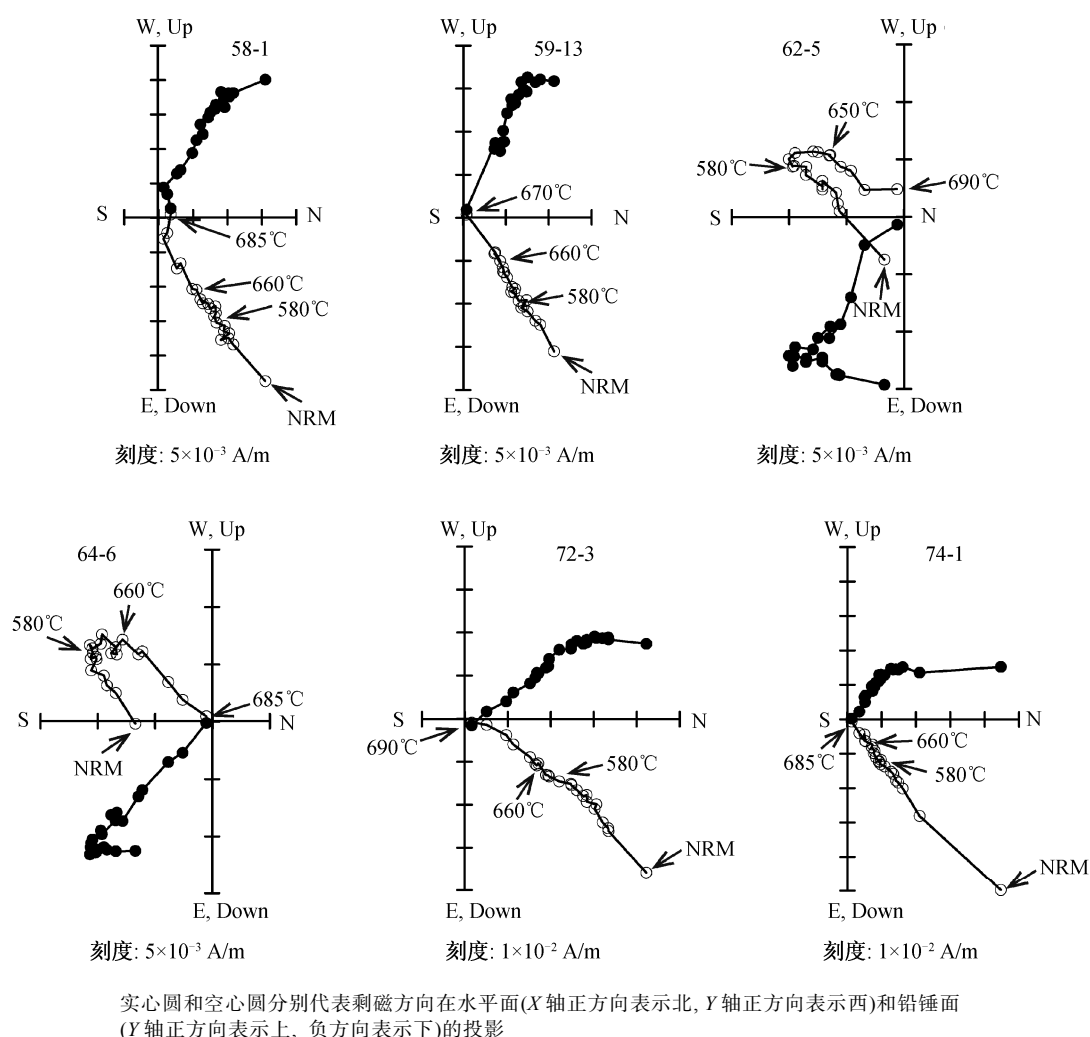 W, Up
58-1
S
N
685℃
660℃
580℃
NRM
E, Down
刻度: 5×10⁻³ A/m
W, Up
59-13
670℃
S
N
660℃
580℃
NRM
E, Down
刻度: 5×10⁻³ A/m
W, Up
62-5
650℃
580℃
690℃
S
N
NRM
E, Down
刻度: 5×10⁻³ A/m
W, Up
64-6
660℃
580℃
685℃
S
N
NRM
E, Down
刻度: 5×10⁻³ A/m
W, Up
72-3
S
N
690℃
580℃
660℃
NRM
E, Down
刻度: 1×10⁻² A/m
W, Up
74-1
S
N
685℃
660℃
580℃
NRM
E, Down
刻度: 1×10⁻² A/m
实心圆和空心圆分别代表剩磁方向在水平面(X 轴正方向表示北, Y 轴正方向表示西)和铅锤面
(Y 轴正方向表示上, 负方向表示下)的投影